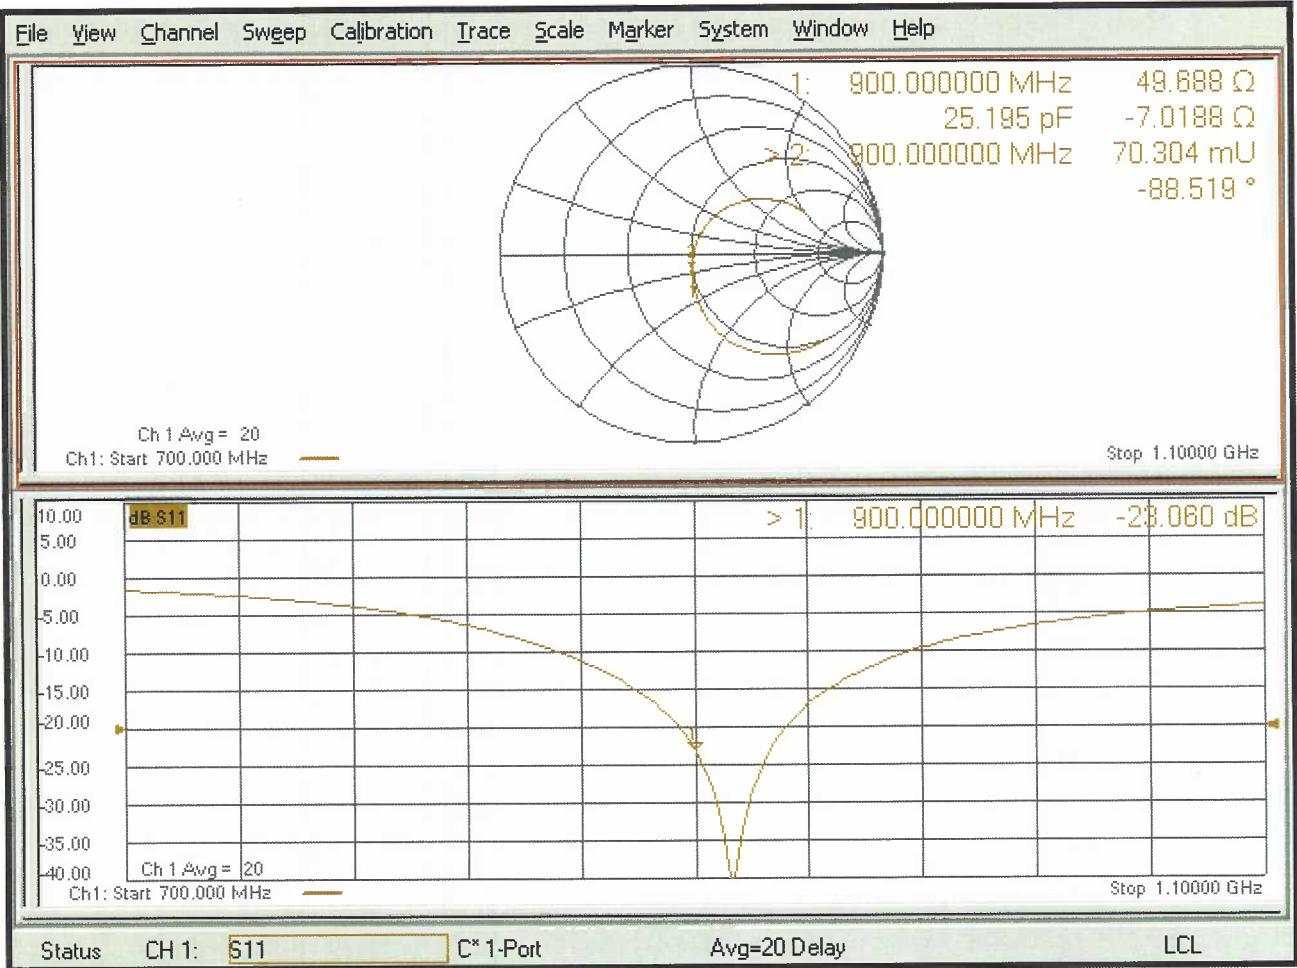 File View Channel Sweep Calibration Trace Scale Marker System Window Help
1: 900.000000 MHz 49.688 Ω
25.195 pF -7.0188 Ω
> 2: 900.000000 MHz 70.304 mU
-88.519 °
Ch 1 Avg = 20
Ch1: Start 700.000 MHz
Stop 1.10000 GHz
10.00
dB S11
> 1: 900.000000 MHz -23.060 dB
5.00
0.00
-5.00
-10.00
-15.00
-20.00
-25.00
-30.00
-35.00
-40.00
1
Ch 1 Avg = 20
Ch1: Start 700.000 MHz
Stop 1.10000 GHz
Status CH 1: S11 C* 1-Port Avg=20 Delay LCL